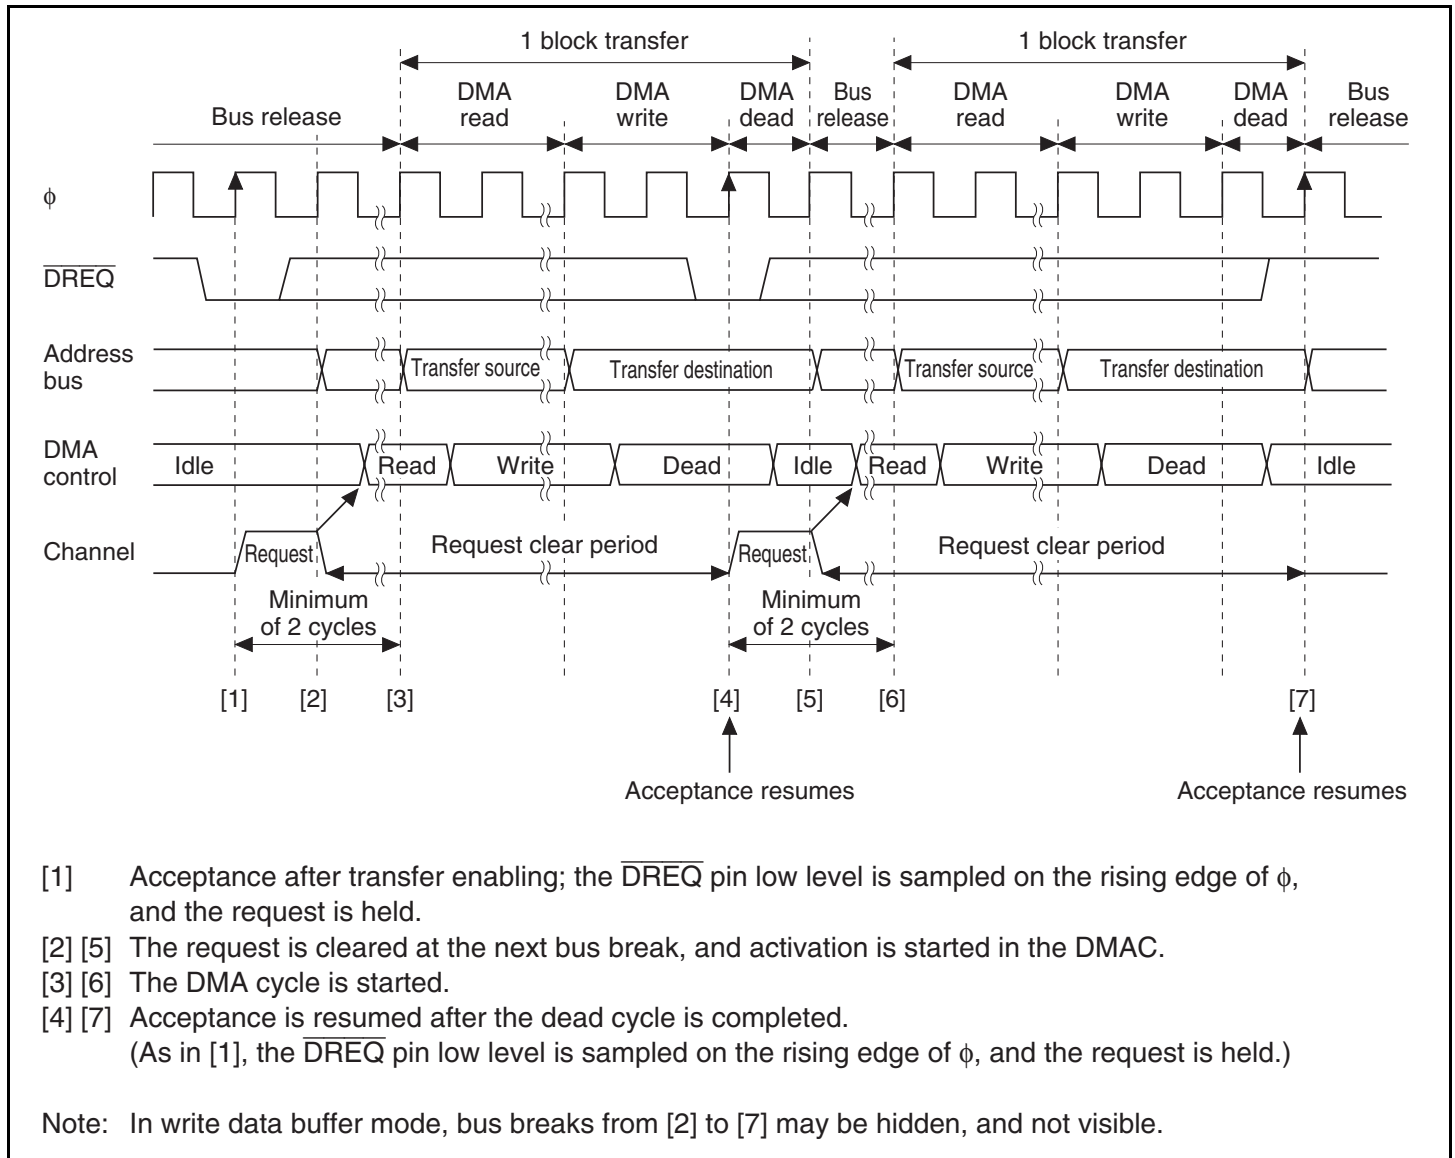 1 block transfer 1 block transfer
DMA read DMA write DMA dead Bus release DMA read DMA write DMA dead Bus release
Bus release
φ
DREQ
Address bus
Transfer source Transfer destination Transfer source Transfer destination
DMA control
Idle Read Write Dead Idle Read Write Dead Idle
Channel
Request Request clear period Request Request clear period
Minimum of 2 cycles Minimum of 2 cycles
[1] [2] [3] [4] [5] [6] [7]
Acceptance resumes Acceptance resumes
[1] Acceptance after transfer enabling; the DREQ pin low level is sampled on the rising edge of φ,
and the request is held.
[2] [5] The request is cleared at the next bus break, and activation is started in the DMAC.
[3] [6] The DMA cycle is started.
[4] [7] Acceptance is resumed after the dead cycle is completed.
(As in [1], the DREQ pin low level is sampled on the rising edge of φ, and the request is held.)
Note: In write data buffer mode, bus breaks from [2] to [7] may be hidden, and not visible.